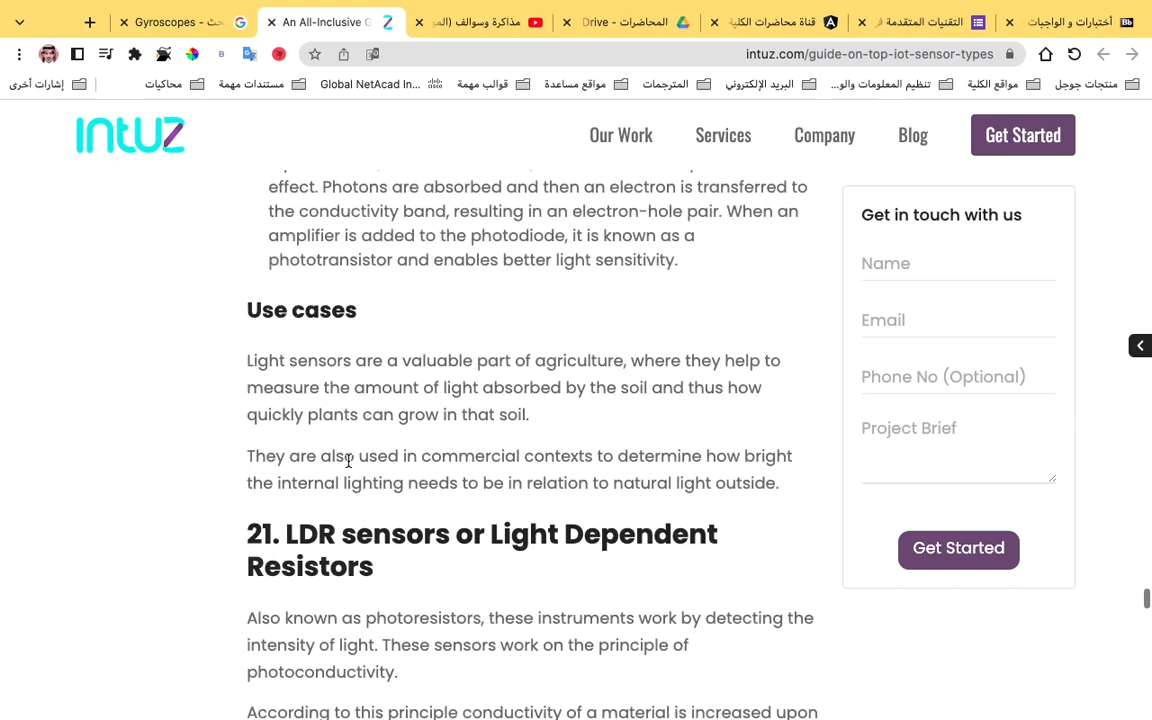 Gyroscopes - بحث
An All-Inclusive G
مذاكرة وسوالف (المو
Drive - المحاضرات
قناة محاضرات الكلية
التقنيات المتقدمة في
أختبارات و الواجبات
intuz.com/guide-on-top-iot-sensor-types
إشارات أخرى
محاكيات
مستندات مهمة
Global NetAcad In...
قوالب مهمة
مواقع مساعدة
المترجمات
البريد الإلكتروني
تنظيم المعلومات والو...
مواقع الكلية
منتجات جوجل
INtUZ
Our Work
Services
Company
Blog
Get Started
effect. Photons are absorbed and then an electron is transferred to
the conductivity band, resulting in an electron-hole pair. When an
amplifier is added to the photodiode, it is known as a
phototransistor and enables better light sensitivity.
Use cases
Light sensors are a valuable part of agriculture, where they help to
measure the amount of light absorbed by the soil and thus how
quickly plants can grow in that soil.
They are also used in commercial contexts to determine how bright
the internal lighting needs to be in relation to natural light outside.
21. LDR sensors or Light Dependent
Resistors
Also known as photoresistors, these instruments work by detecting the
intensity of light. These sensors work on the principle of
photoconductivity.
According to this principle conductivity of a material is increased upon
Get in touch with us
Name
Email
Phone No (Optional)
Project Brief
Get Started